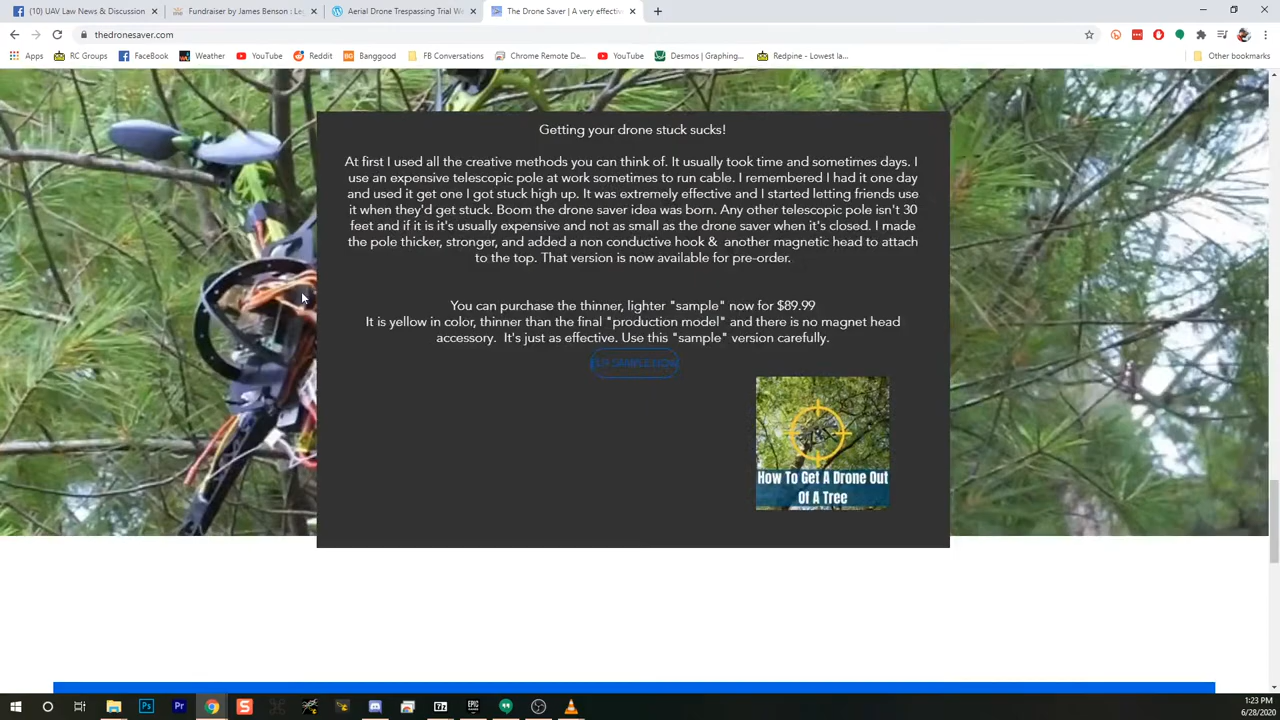 (10) UAV Law News & Discussion
Fundraiser by James Benson : Le
Aerial Drone Trespassing Trial We
The Drone Saver | A very effectiv
thedronesaver.com
Apps
RC Groups
FaceBook
Weather
YouTube
Reddit
Banggood
FB Conversations
Chrome Remote De...
YouTube
Desmos | Graphing...
Redpine - Lowest la...
Other bookmarks
Getting your drone stuck sucks!
At first I used all the creative methods you can think of. It usually took time and sometimes days. I
use an expensive telescopic pole at work sometimes to run cable. I remembered I had it one day
and used it get one I got stuck high up. It was extremely effective and I started letting friends use
it when they'd get stuck. Boom the drone saver idea was born. Any other telescopic pole isn't 30
feet and if it is it's usually expensive and not as small as the drone saver when it's closed. I made
the pole thicker, stronger, and added a non conductive hook & another magnetic head to attach
to the top. That version is now available for pre-order.
You can purchase the thinner, lighter "sample" now for $89.99
It is yellow in color, thinner than the final "production model" and there is no magnet head
accessory. It's just as effective. Use this "sample" version carefully.
SAMPLE NOW
How To Get A Drone Out
Of A Tree
1:23 PM
6/28/2020